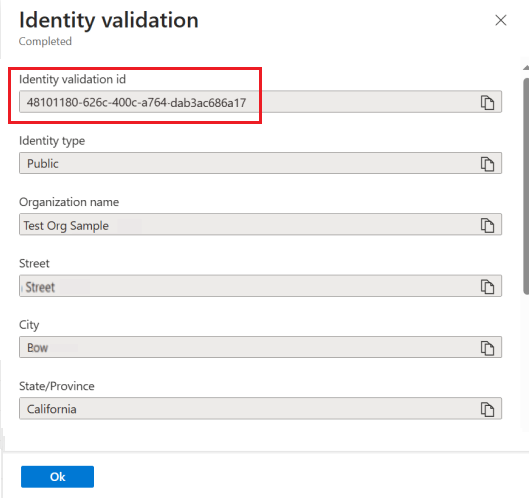 Identity validation
Completed
Identity validation id
48101180-626c-400c-a764-dab3ac686a17
Identity type
Public
Organization name
Test Org Sample
Street
Street
City
Bow
State/Province
California
Ok